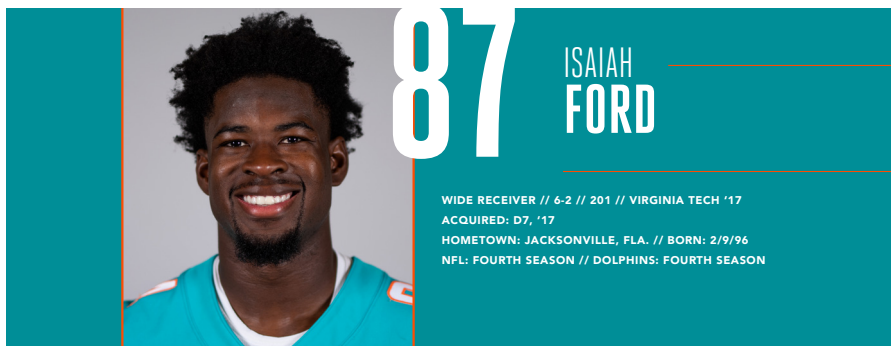 87
ISAIAH
FORD
WIDE RECEIVER // 6-2 // 201 // VIRGINIA TECH ‘17
ACQUIRED: D7, ‘17
HOMETOWN: JACKSONVILLE, FLA. // BORN: 2/9/96
NFL: FOURTH SEASON // DOLPHINS: FOURTH SEASON